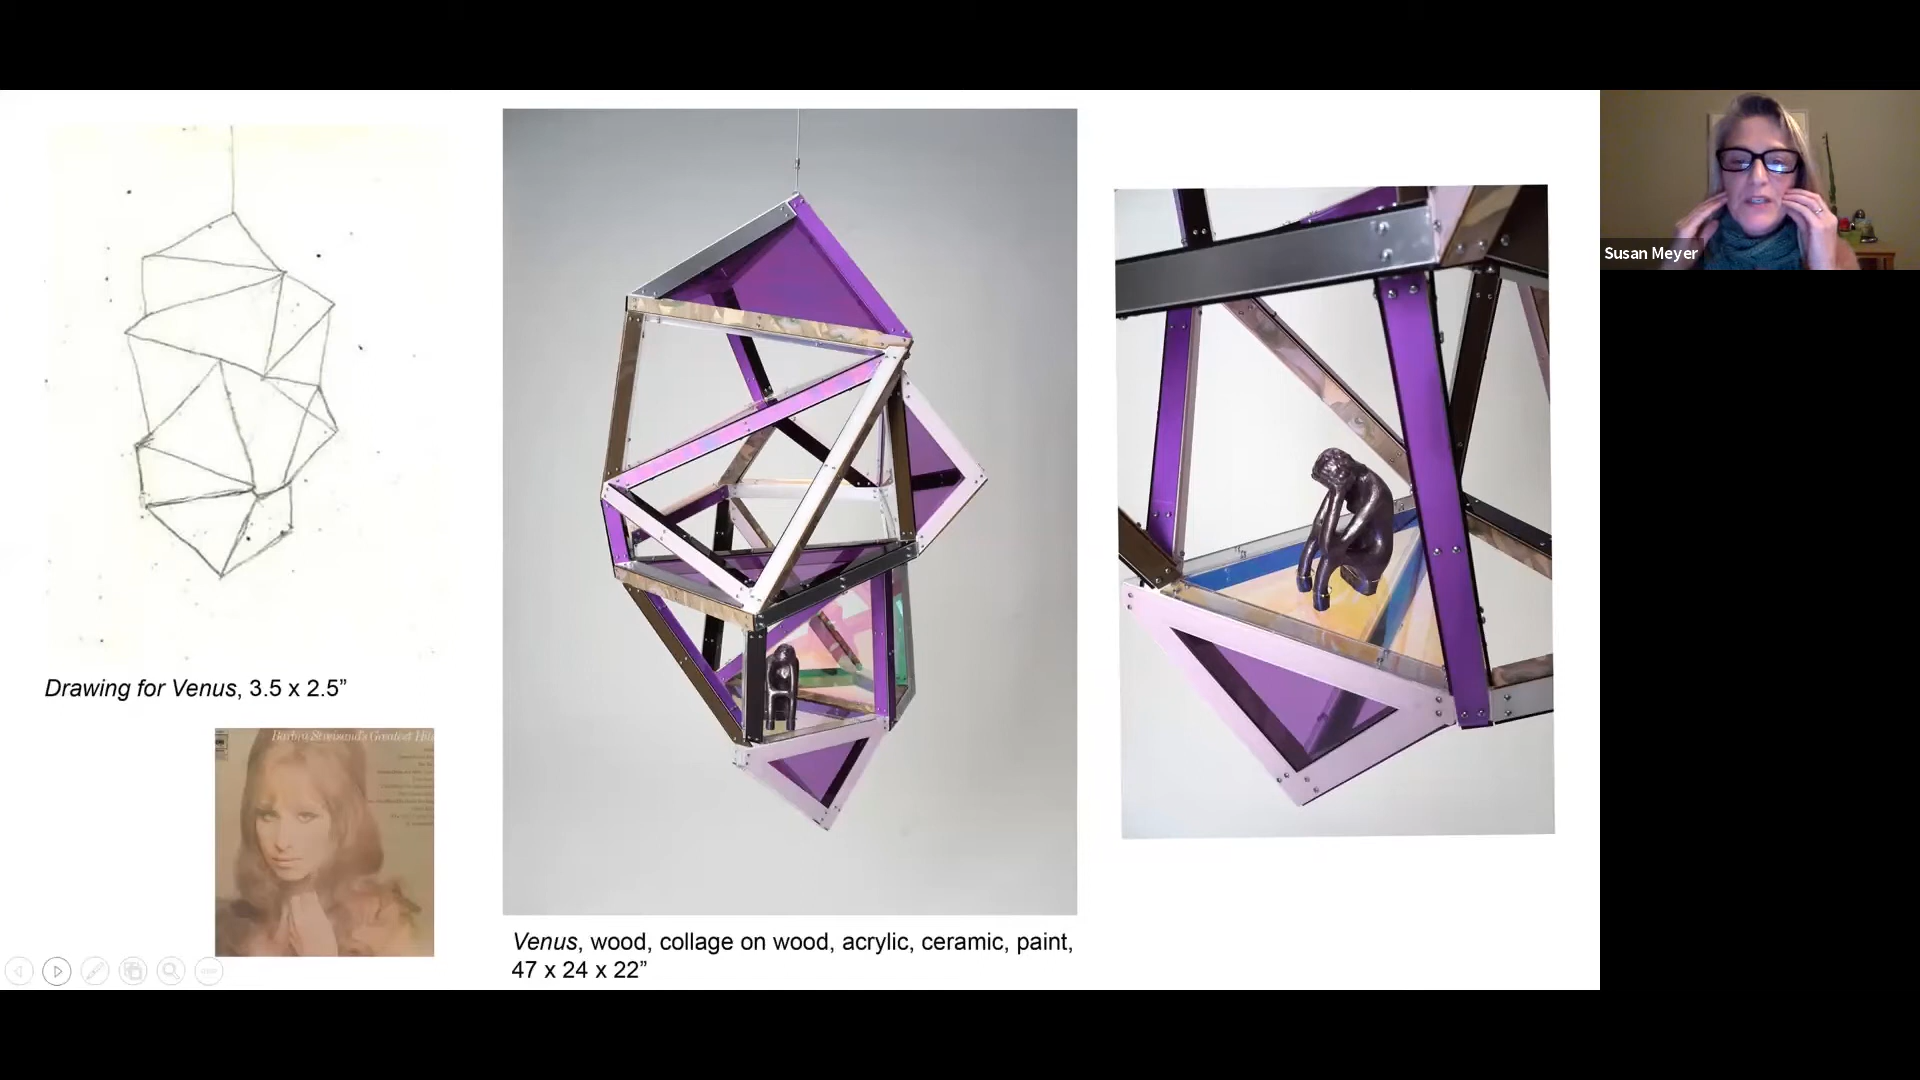 Drawing for Venus, 3.5 x 2.5”
Barbra Streisand's Greatest Hits
Venus, wood, collage on wood, acrylic, ceramic, paint,
47 x 24 x 22”
Susan Meyer